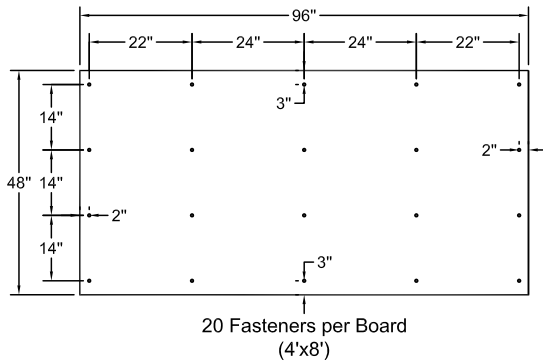 96"
22" 24" 24" 22"
3"
14"
2"
48" 14"
2"
14"
3"
20 Fasteners per Board
(4'x8')